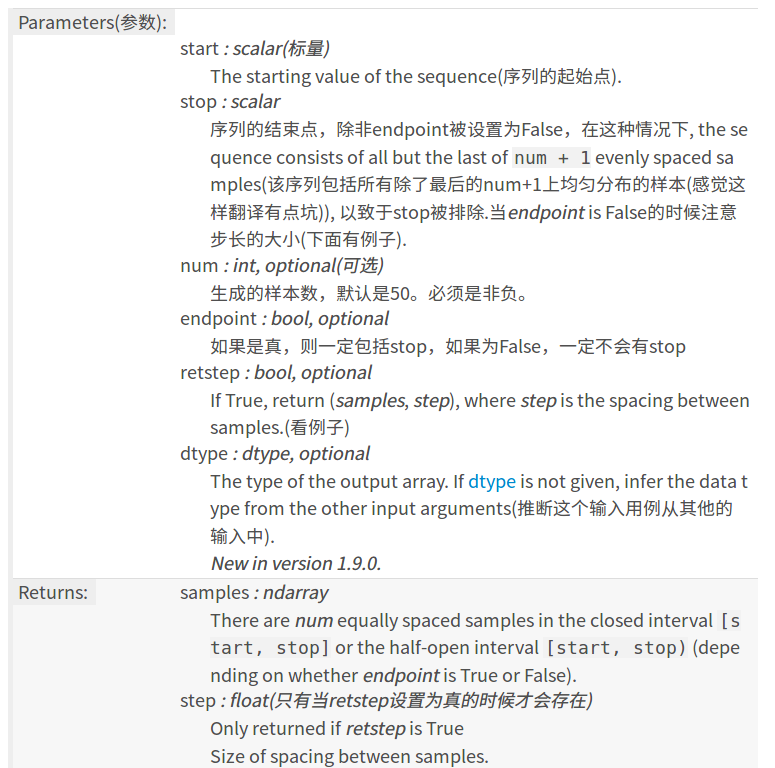 Parameters(参数):
start : scalar(标量)
The starting value of the sequence(序列的起始点).
stop : scalar
序列的结束点，除非endpoint被设置为False，在这种情况下, the se
quence consists of all but the last of num + 1 evenly spaced sa
mples(该序列包括所有除了最后的num+1上均匀分布的样本(感觉这
样翻译有点坑)), 以致于stop被排除.当endpoint is False的时候注意
步长的大小(下面有例子).
num : int, optional(可选)
生成的样本数，默认是50。必须是非负。
endpoint : bool, optional
如果是真，则一定包括stop，如果为False，一定不会有stop
retstep : bool, optional
If True, return (samples, step), where step is the spacing between
samples.(看例子)
dtype : dtype, optional
The type of the output array. If dtype is not given, infer the data t
ype from the other input arguments(推断这个输入用例从其他的
输入中).
New in version 1.9.0.
Returns:
samples : ndarray
There are num equally spaced samples in the closed interval [s
tart, stop] or the half-open interval [start, stop) (depe
nding on whether endpoint is True or False).
step : float(只有当retstep设置为真的时候才会存在)
Only returned if retstep is True
Size of spacing between samples.